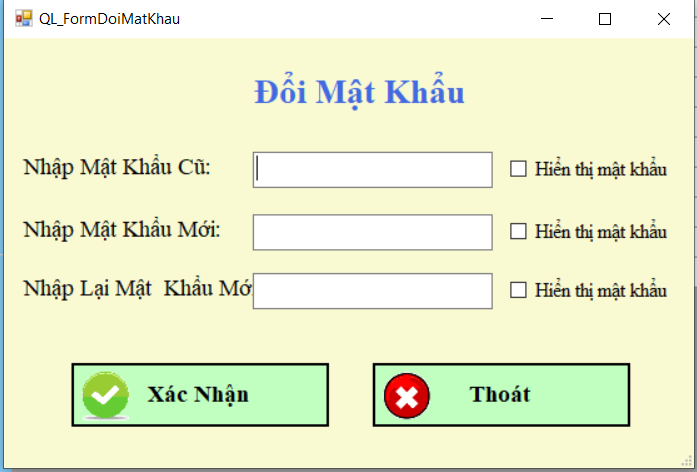 QL_FormDoiMatKhau
Đổi Mật Khẩu
Nhập Mật Khẩu Cũ:
Hiển thị mật khẩu
Nhập Mật Khẩu Mới:
Hiển thị mật khẩu
Nhập Lại Mật Khẩu Mớ
Hiển thị mật khẩu
Xác Nhận
Thoát